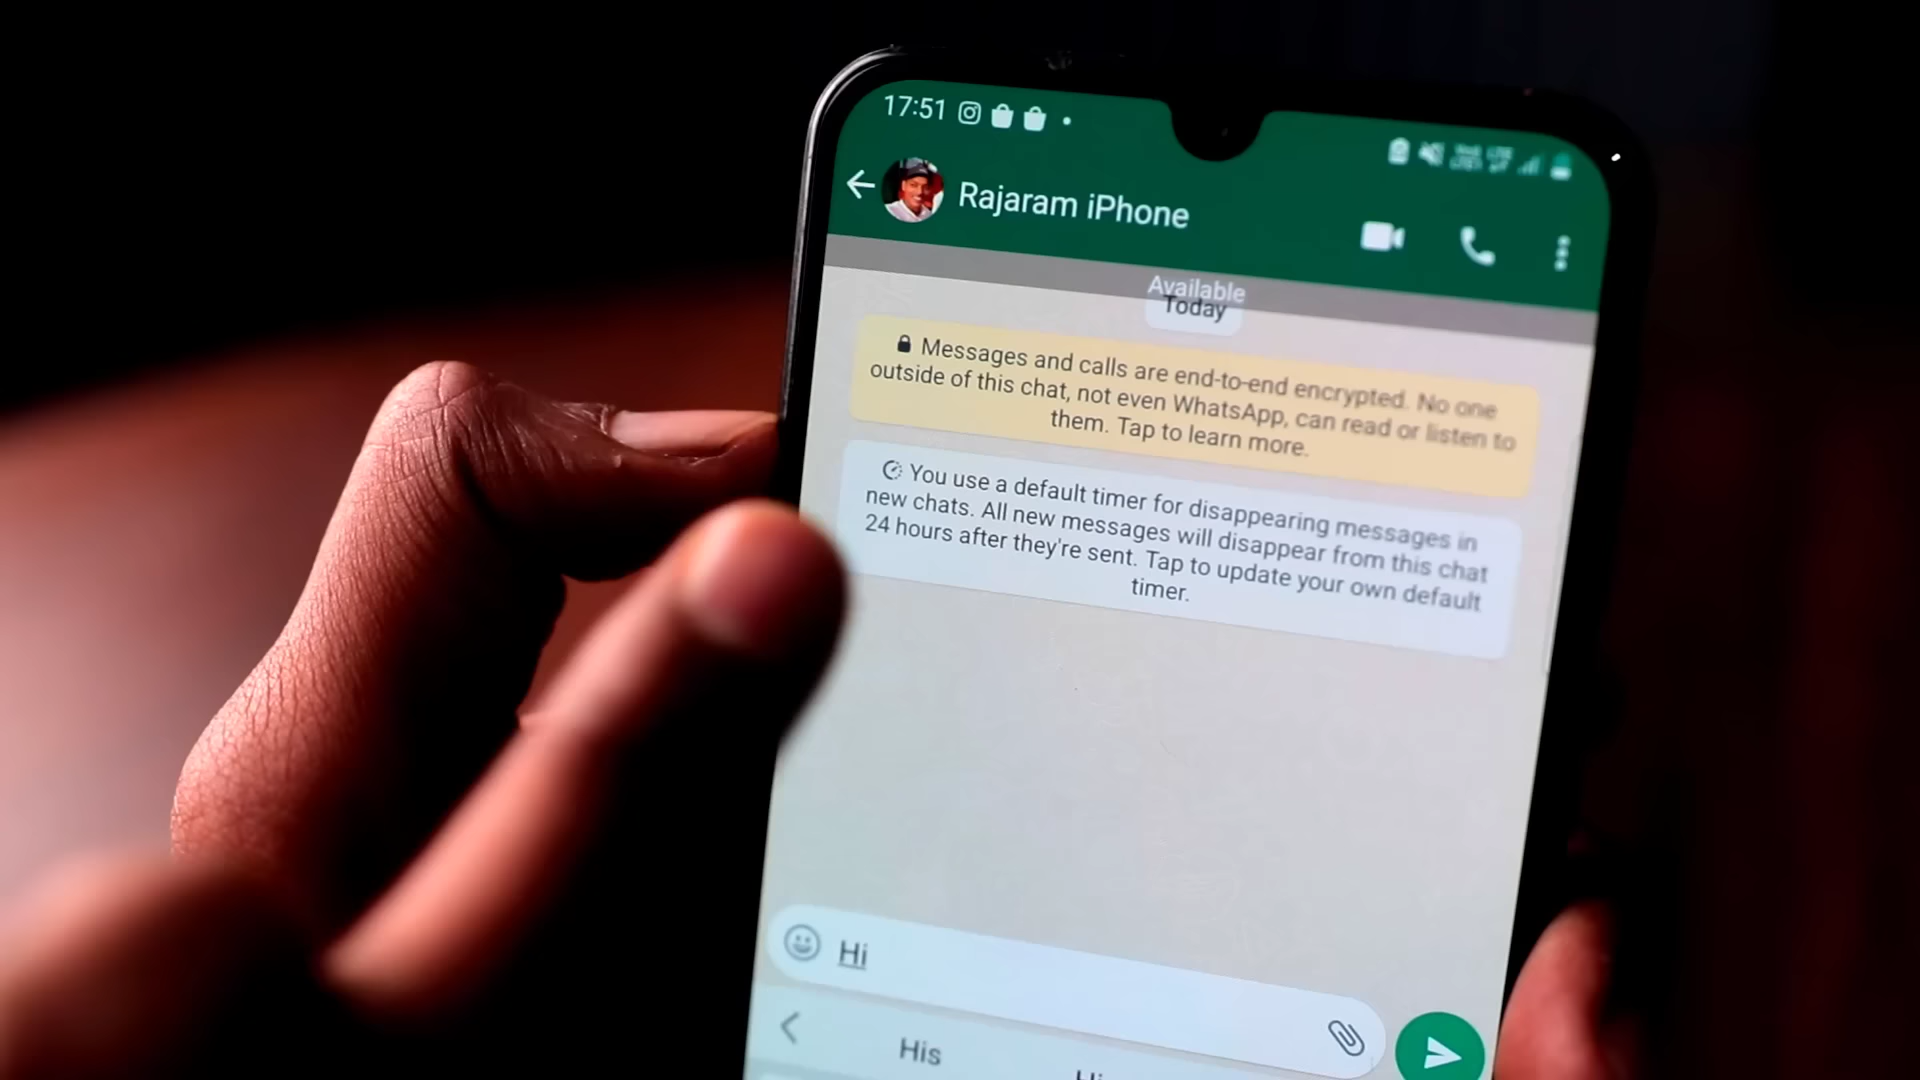 17:51
Rajaram iPhone
Available
Today
Messages and calls are end-to-end encrypted. No one
outside of this chat, not even WhatsApp, can read or listen to
them. Tap to learn more.
You use a default timer for disappearing messages in
new chats. All new messages will disappear from this chat
24 hours after they're sent. Tap to update your own default
timer.
Hi
His